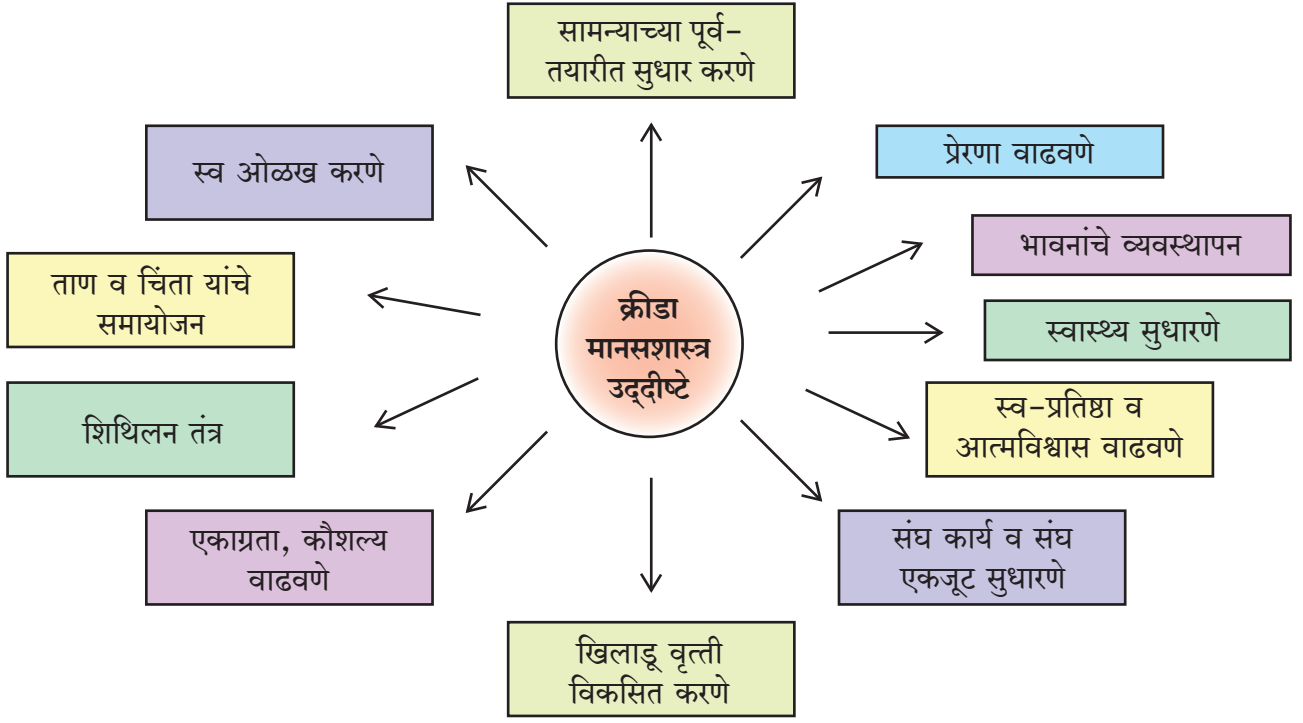 सामन्याच्या पूर्व-
तयारीत सुधार करणे
स्व ओळख करणे
प्रेरणा वाढवणे
भावनांचे व्यवस्थापन
ताण व चिंता यांचे
समायोजन
स्वास्थ्य सुधारणे
क्रीडा
मानसशास्त्र
उद्‌दीष्टे
शिथिलन तंत्र
स्व-प्रतिष्ठा व
आत्मविश्वास वाढवणे
एकाग्रता, कौशल्य
वाढवणे
संघ कार्य व संघ
एकजूट सुधारणे
खिलाडू वृत्ती
विकसित करणे